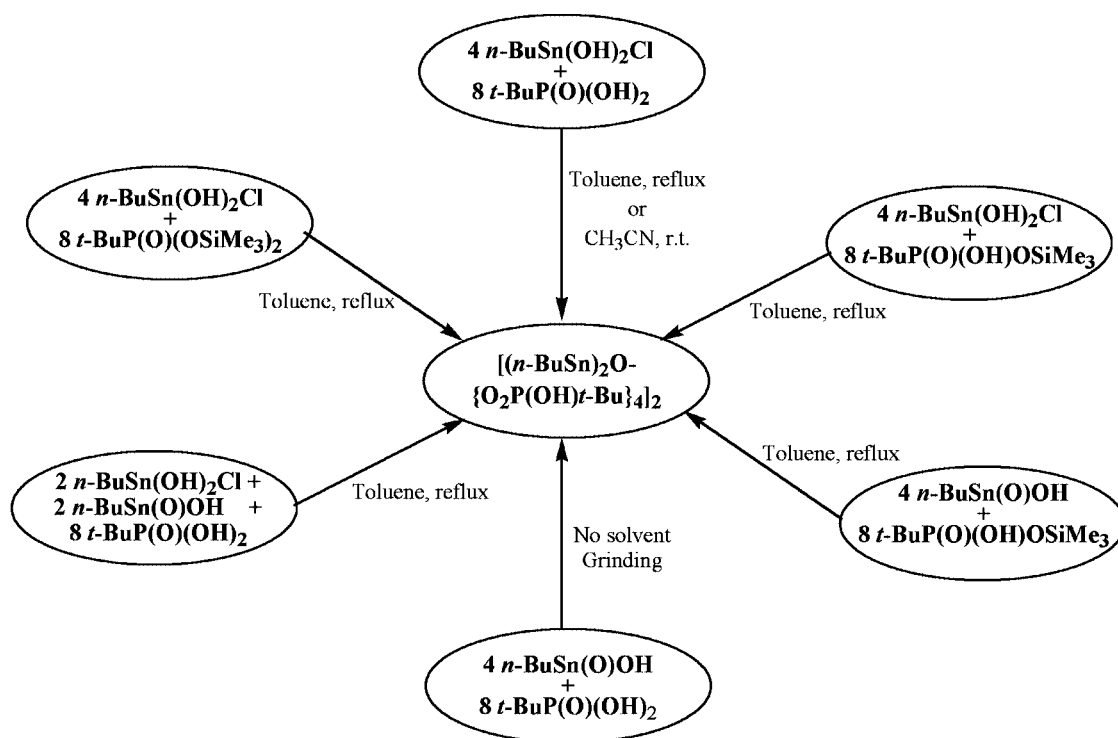 4 n-BuSn(OH)₂Cl
+
8 t-BuP(O)(OH)₂
Toluene, reflux
or
CH₃CN, r.t.
4 n-BuSn(OH)₂Cl
+
8 t-BuP(O)(OSiMe₃)₂
Toluene, reflux
4 n-BuSn(OH)₂Cl
+
8 t-BuP(O)(OH)OSiMe₃
Toluene, reflux
[(n-BuSn)₂O-
{O₂P(OH)t-Bu}₄]₂
2 n-BuSn(OH)₂Cl +
2 n-BuSn(O)OH +
8 t-BuP(O)(OH)₂
Toluene, reflux
Toluene, reflux
4 n-BuSn(O)OH
+
8 t-BuP(O)(OH)OSiMe₃
No solvent
Grinding
4 n-BuSn(O)OH
+
8 t-BuP(O)(OH)₂